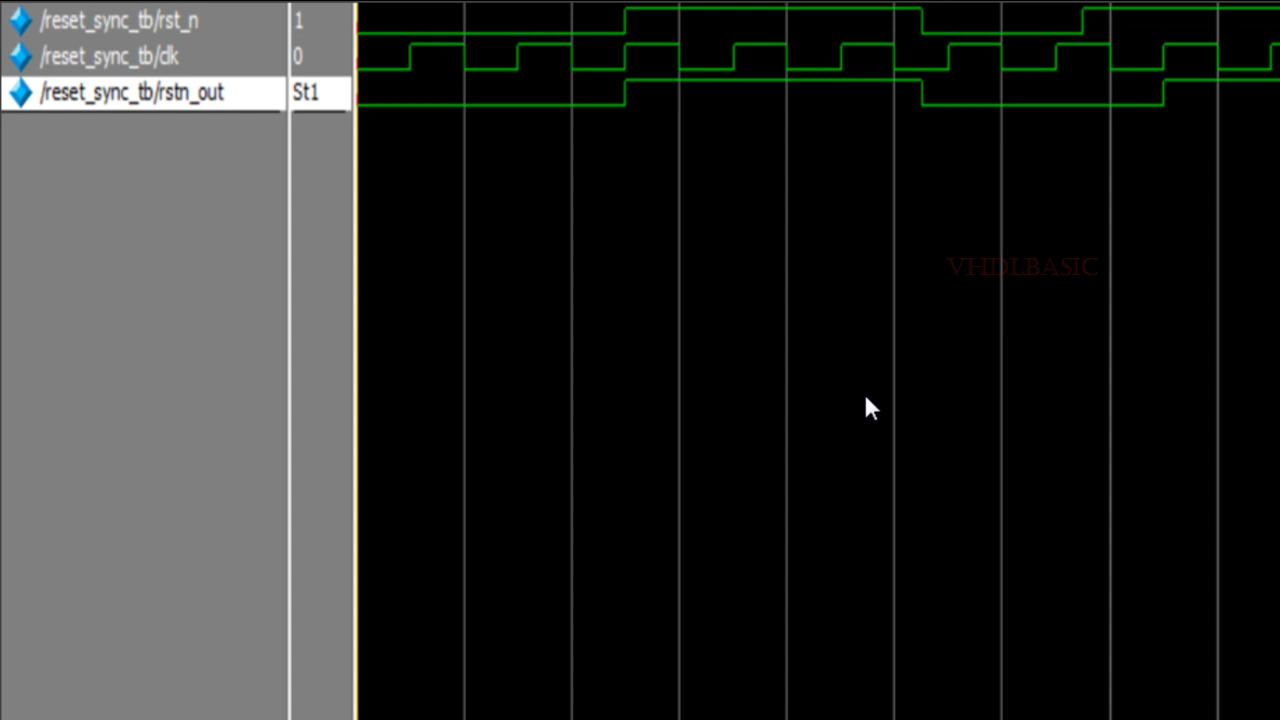 /reset_sync_tb/rst_n 1
/reset_sync_tb/clk 0
/reset_sync_tb/rstn_out St1
VHDLBASIC